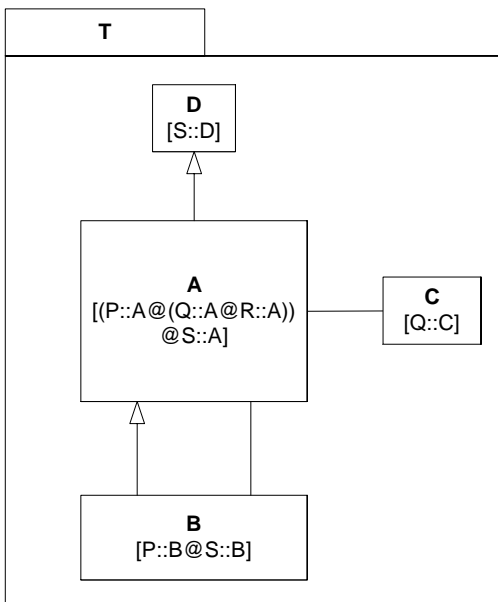 T
D
[S::D]
A
[(P::A@(Q::A@R::A))
@S::A]
C
[Q::C]
B
[P::B@S::B]